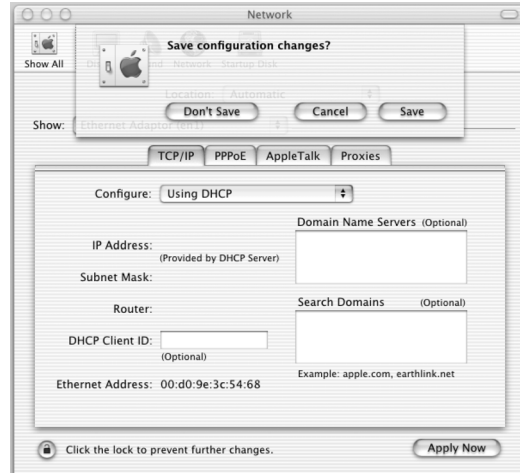 Network
Save configuration changes?
Show All
Network Startup Disk
Location: Automatic
Don't Save Cancel Save
Show: Ethernet Adaptor (en1)
TCP/IP PPPoE AppleTalk Proxies
Configure: Using DHCP
Domain Name Servers (Optional)
IP Address:
(Provided by DHCP Server)
Subnet Mask:
Router:
Search Domains (Optional)
DHCP Client ID:
(Optional)
Example: apple.com, earthlink.net
Ethernet Address: 00:d0:9e:3c:54:68
Click the lock to prevent further changes.
Apply Now